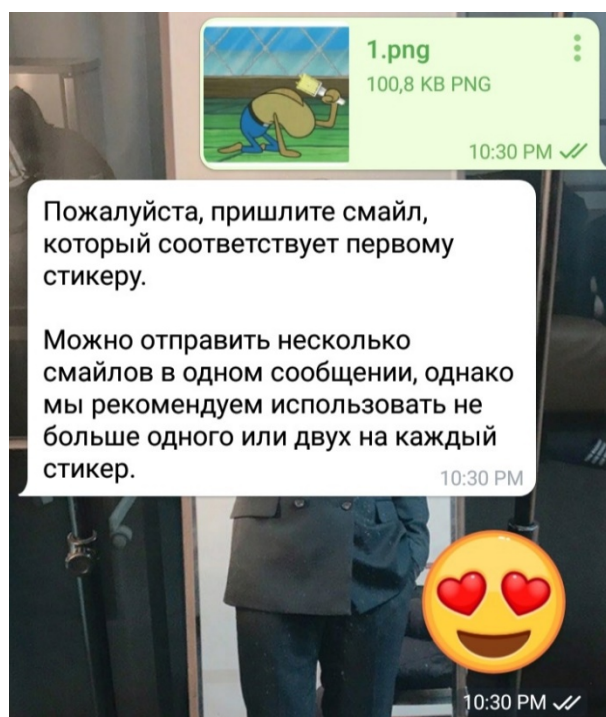 1.png
100,8 KB PNG
10:30 PM
Пожалуйста, пришлите смайл,
который соответствует первому
стикеру.
Можно отправить несколько
смайлов в одном сообщении, однако
мы рекомендуем использовать не
больше одного или двух на каждый
стикер.
10:30 PM
10:30 PM